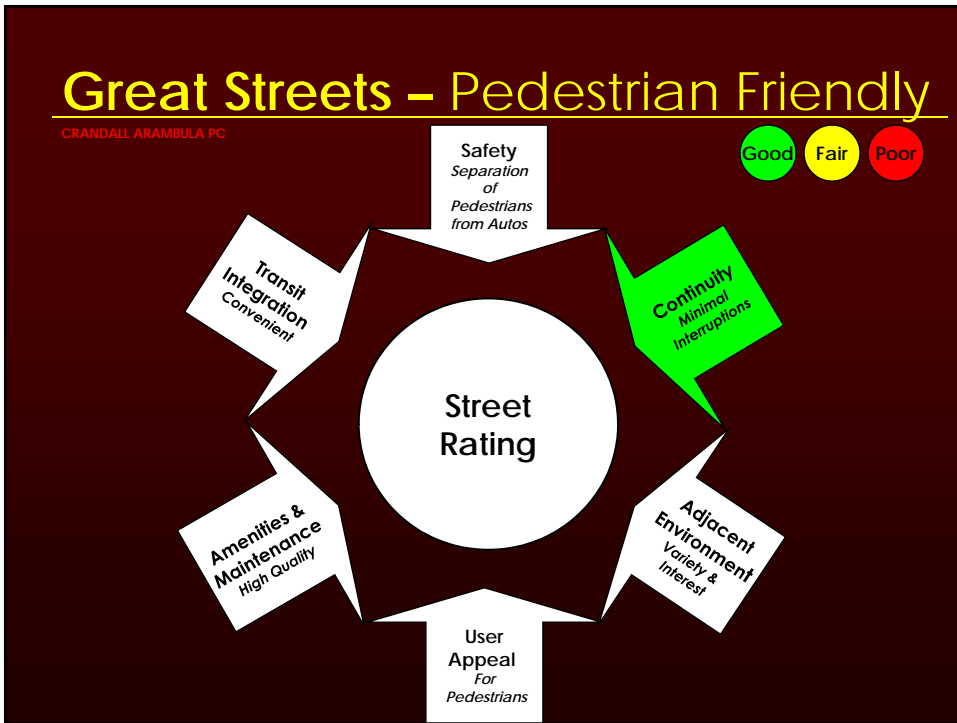 Great Streets – Pedestrian Friendly
CRANDALL ARAMBULA PC
Good
Fair
Poor
Safety
Separation
of
Pedestrians
from Autos
Transit
Integration
Convenient
Continuity
Minimal
Interruptions
Street
Rating
Amenities &
Maintenance
High Quality
Adjacent
Environment
Variety &
Interest
User
Appeal
For
Pedestrians